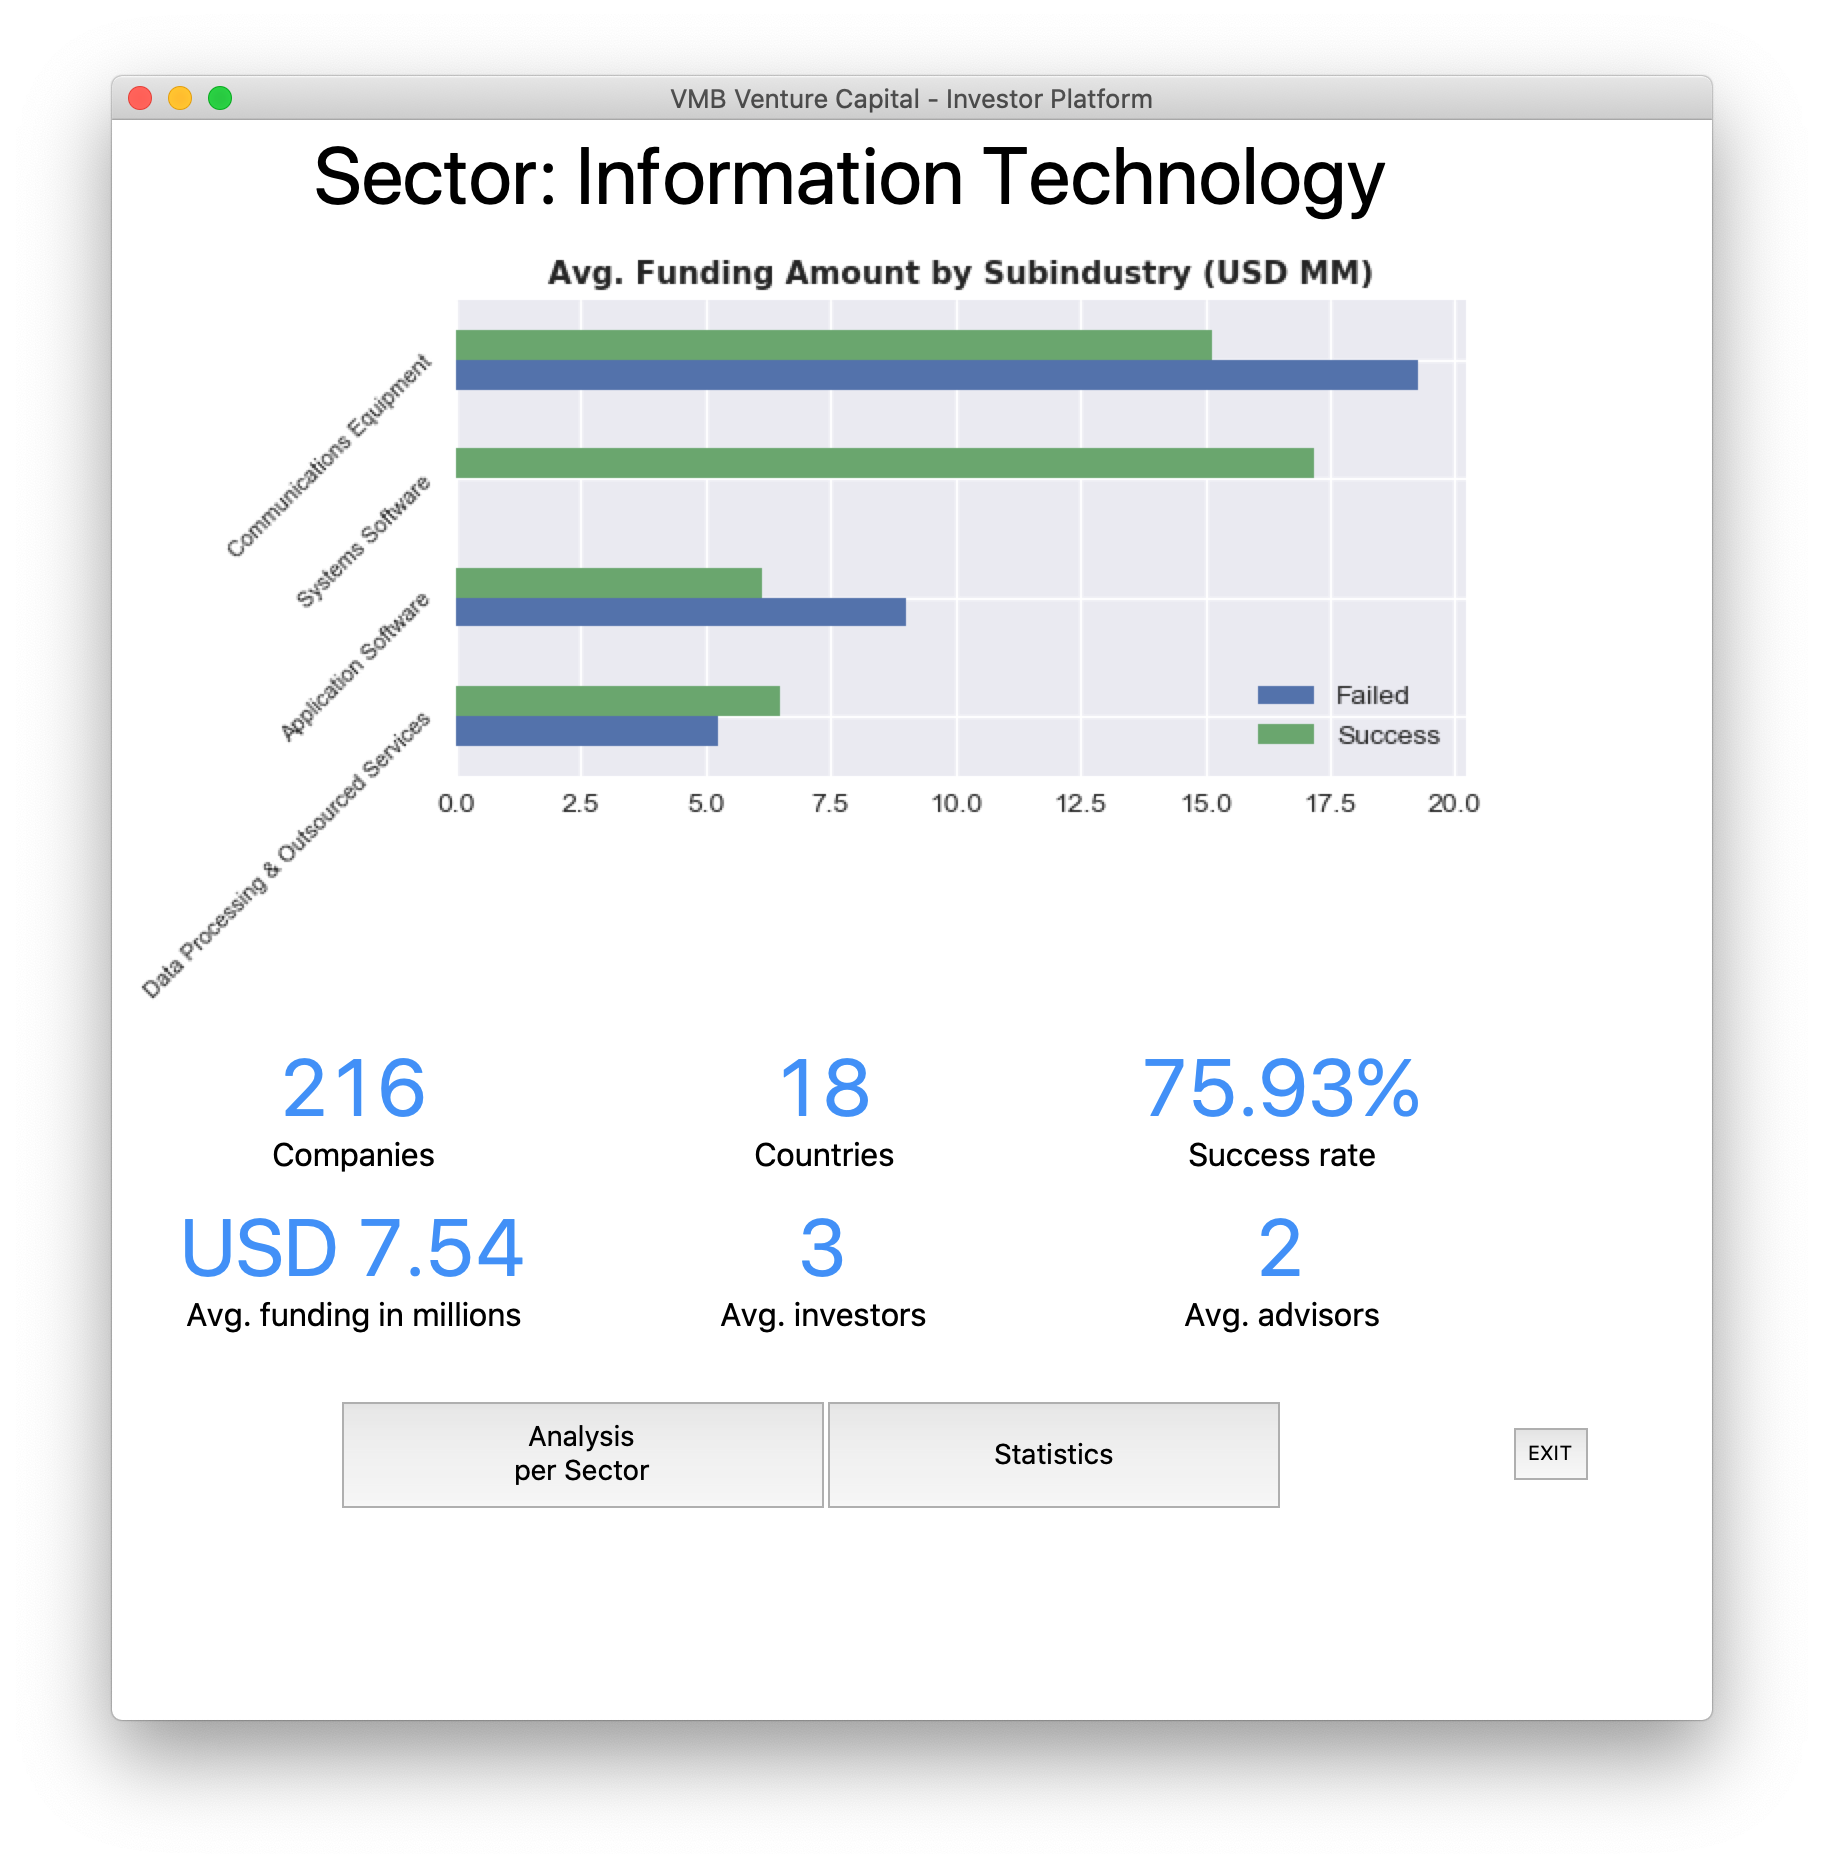 VMB Venture Capital - Investor Platform
Sector: Information Technology
Avg. Funding Amount by Subindustry (USD MM)
Communications Equipment
Systems Software
Application Software
Data Processing & Outsourced Services
Failed
Success
0.0 2.5 5.0 7.5 10.0 12.5 15.0 17.5 20.0
216 18 75.93%
Companies Countries Success rate
USD 7.54 3 2
Avg. funding in millions Avg. investors Avg. advisors
Analysis
per Sector
Statistics
EXIT